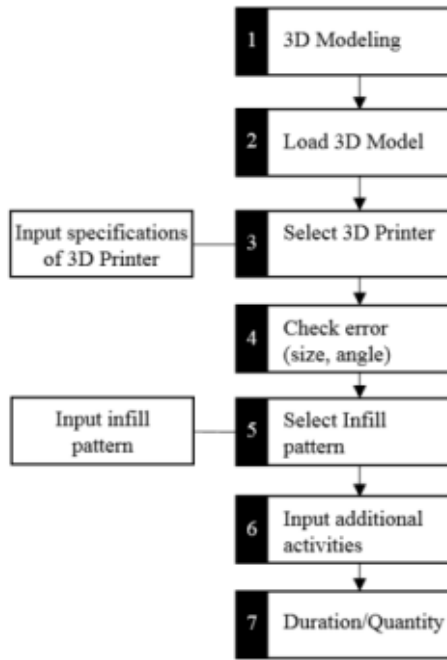 1 3D Modeling
2 Load 3D Model
Input specifications
of 3D Printer
3 Select 3D Printer
4 Check error
(size, angle)
Input infill
pattern
5 Select Infill
pattern
6 Input additional
activities
7 Duration/Quantity